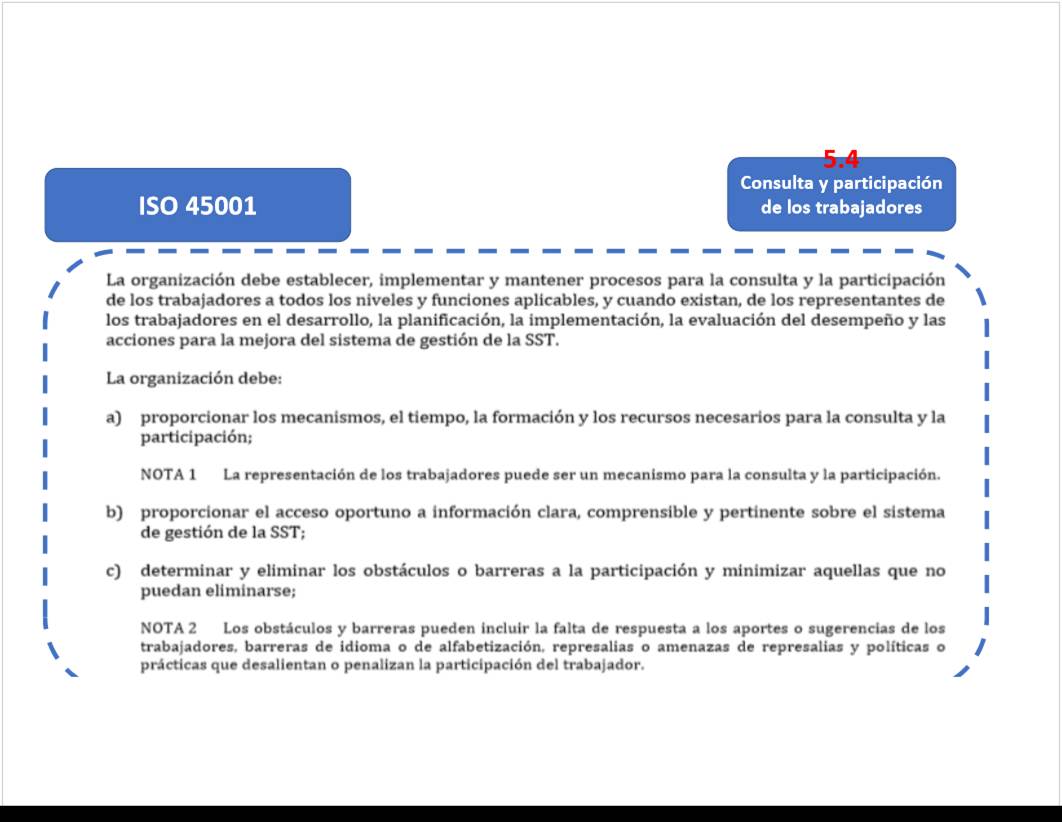 ISO 45001
5.4
Consulta y participación
de los trabajadores
La organización debe establecer, implementar y mantener procesos para la consulta y la participación
de los trabajadores a todos los niveles y funciones aplicables, y cuando existan, de los representantes de
los trabajadores en el desarrollo, la planificación, la implementación, la evaluación del desempeño y las
acciones para la mejora del sistema de gestión de la SST.
La organización debe:
a) proporcionar los mecanismos, el tiempo, la formación y los recursos necesarios para la consulta y la
participación;
NOTA 1 La representación de los trabajadores puede ser un mecanismo para la consulta y la participación.
b) proporcionar el acceso oportuno a información clara, comprensible y pertinente sobre el sistema
de gestión de la SST;
c) determinar y eliminar los obstáculos o barreras a la participación y minimizar aquellas que no
puedan eliminarse;
NOTA 2 Los obstáculos y barreras pueden incluir la falta de respuesta a los aportes o sugerencias de los
trabajadores, barreras de idioma o de alfabetización, represalias o amenazas de represalias y políticas o
prácticas que desalientan o penalizan la participación del trabajador.